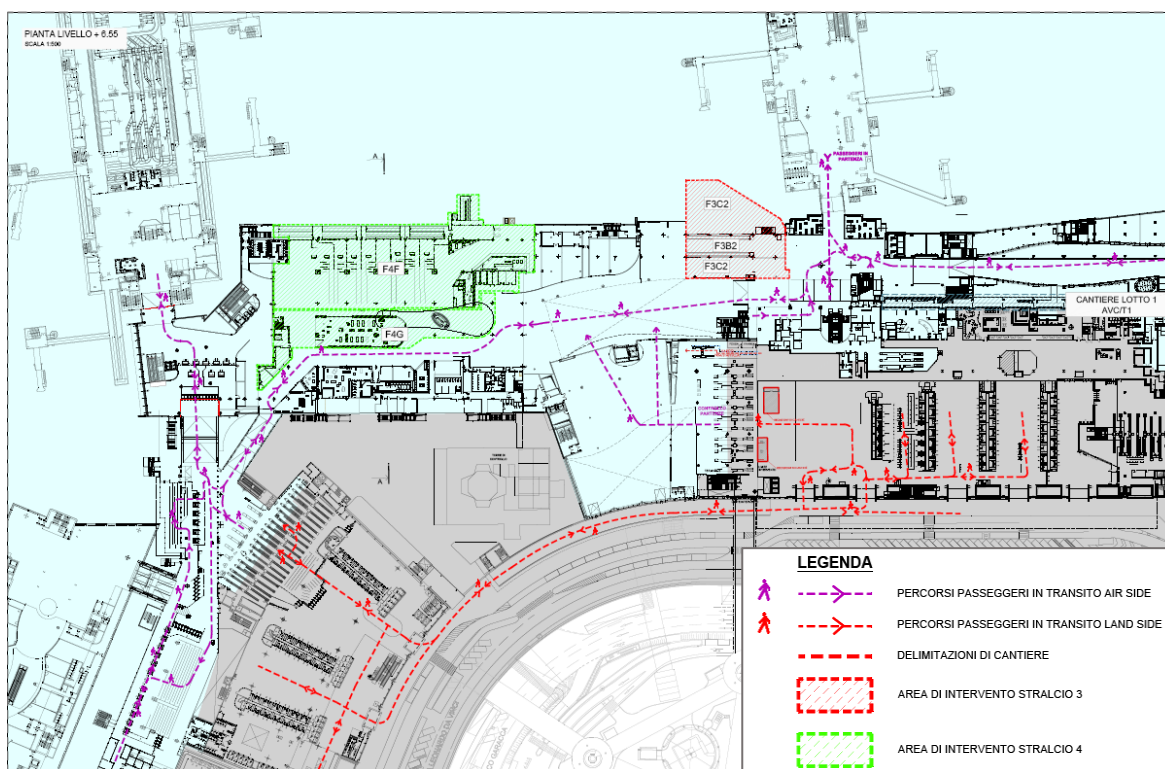 PIANTA LIVELLO + 6.55
SCALA 1:500
A
PASSEGGERI IN
PARTENZA
F3C2
F3B2
F3C2
F4F
F4G
CANTIERE LOTTO 1
AVC/T1
A
LEGENDA
PERCORSI PASSEGGERI IN TRANSITO AIR SIDE
PERCORSI PASSEGGERI IN TRANSITO LAND SIDE
DELIMITAZIONI DI CANTIERE
AREA DI INTERVENTO STRALCIO 3
AREA DI INTERVENTO STRALCIO 4